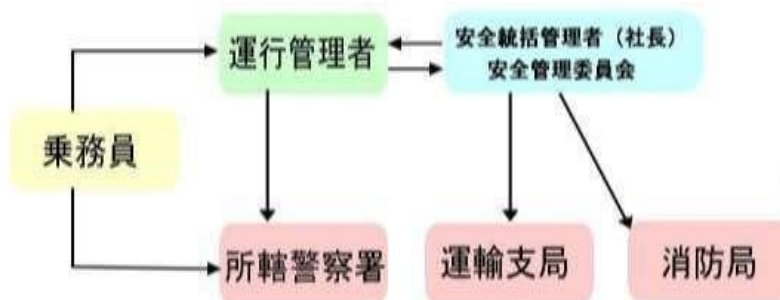 運行管理者
安全統括管理者（社長）
安全管理委員会
乗務員
所轄警察署
運輸支局
消防局